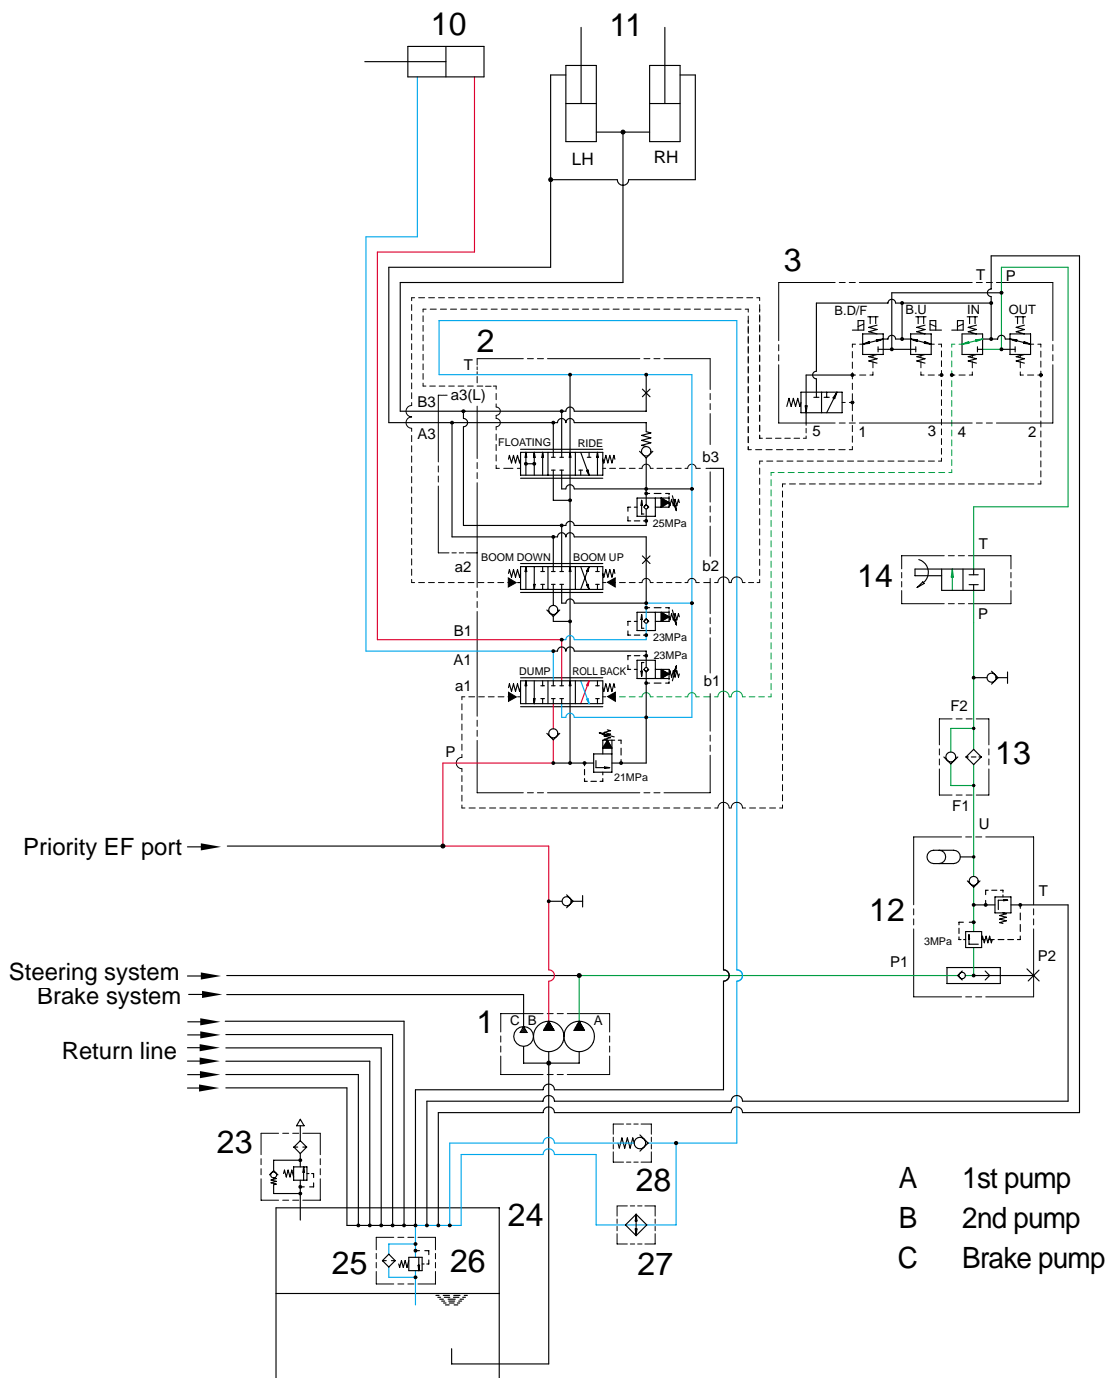 10
11
LH
RH
3
T
P
B.D/F
B.U
IN
OUT
5
1
3
4
2
2
T
a3(L)
B3
A3
FLOATING
RIDE
b3
25MPa
a2
BOOM DOWN
BOOM UP
b2
23MPa
B1
A1
23MPa
a1
DUMP
ROLL BACK
b1
P
21MPa
T
14
P
F2
13
F1
U
12
T
3MPa
P1
P2
Priority EF port
Steering system
Brake system
Return line
1
C
B
A
23
24
25
26
28
27
A 1st pump
B 2nd pump
C Brake pump